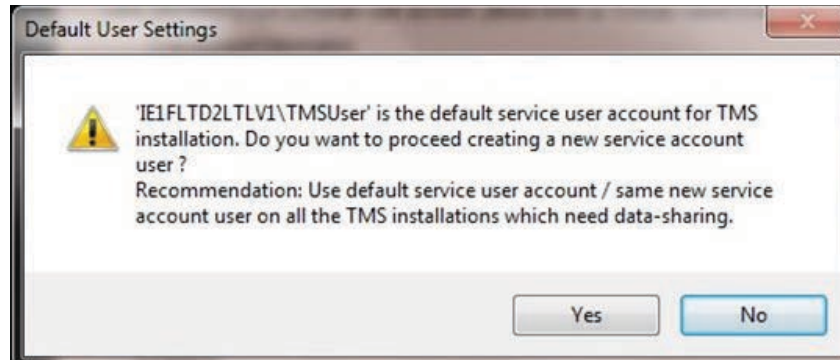 Default User Settings
'IE1FLTD2LTLV1\TMSUser' is the default service user account for TMS
installation. Do you want to proceed creating a new service account
user ?
Recommendation: Use default service user account / same new service
account user on all the TMS installations which need data-sharing.
Yes
No